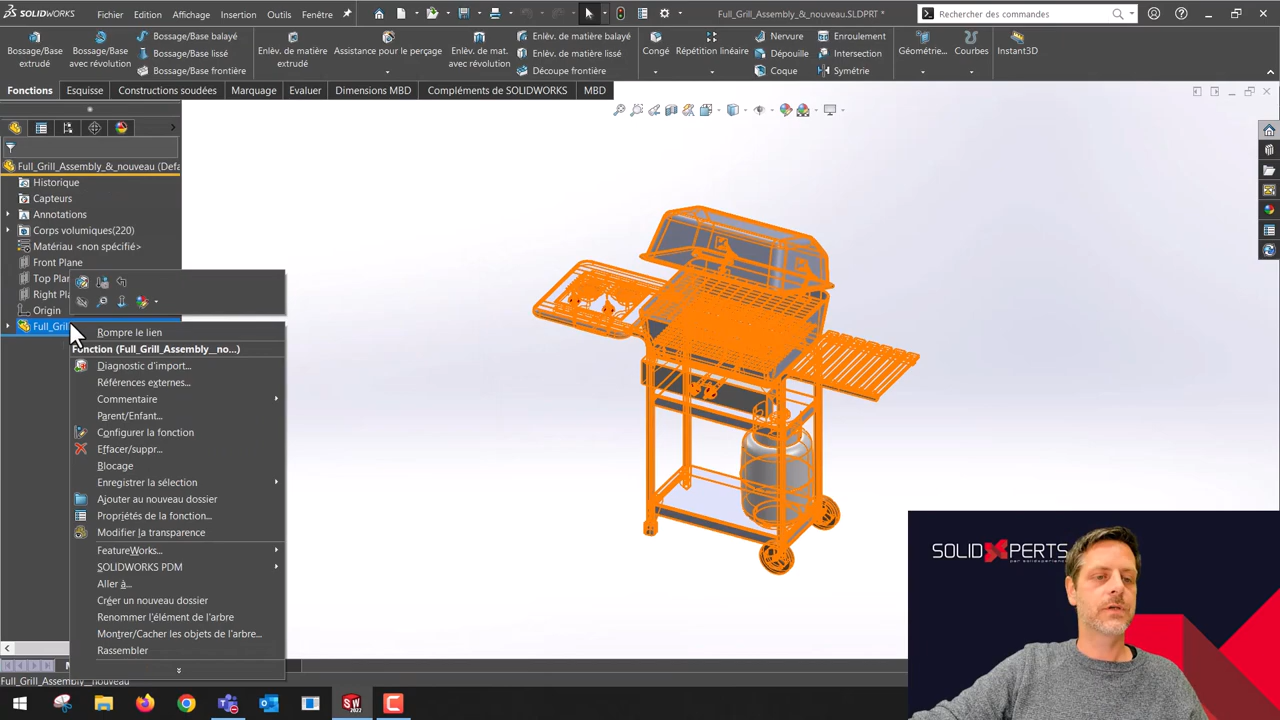 SOLIDWORKS
Fichier Edition Affichage Insertion Outils Fenêtre
Full_Grill_Assembly_&_nouveau.SLDPRT *
Rechercher des commandes
Bossage/Base extrudé
Bossage/Base avec révolution
Bossage/Base balayé
Bossage/Base lissé
Bossage/Base frontière
Enlèv. de matière extrudé
Assistance pour le perçage
Enlèv. de mat. avec révolution
Enlèv. de matière balayé
Enlèv. de matière lissé
Découpe frontière
Congé
Répétition linéaire
Nervure
Dépouille
Coque
Enroulement
Intersection
Symétrie
Géométrie...
Courbes
Instant3D
Fonctions Esquisse Constructions soudées Marquage Evaluer Dimensions MBD Compléments de SOLIDWORKS MBD
Full_Grill_Assembly_&_nouveau (Defa
Historique
Capteurs
Annotations
Corps volumiques(220)
Matériau <non spécifié>
Front Plane
Top Pla
Right Pla
Origin
Full_Grill
Rompre le lien
Fonction (Full_Grill_Assembly__no...)
Diagnostic d'import...
Références externes...
Commentaire
Parent/Enfant...
Configurer la fonction
Effacer/suppr...
Blocage
Enregistrer la sélection
Ajouter au nouveau dossier
Propriétés de la fonction...
Modifier la transparence
FeatureWorks...
SOLIDWORKS PDM
Aller à...
Créer un nouveau dossier
Renommer l'élément de l'arbre
Montrer/Cacher les objets de l'arbre...
Rassembler
Full_Grill_Assembly__nouveau
SOLIDXPERTS
par solidxperience
SW
2022